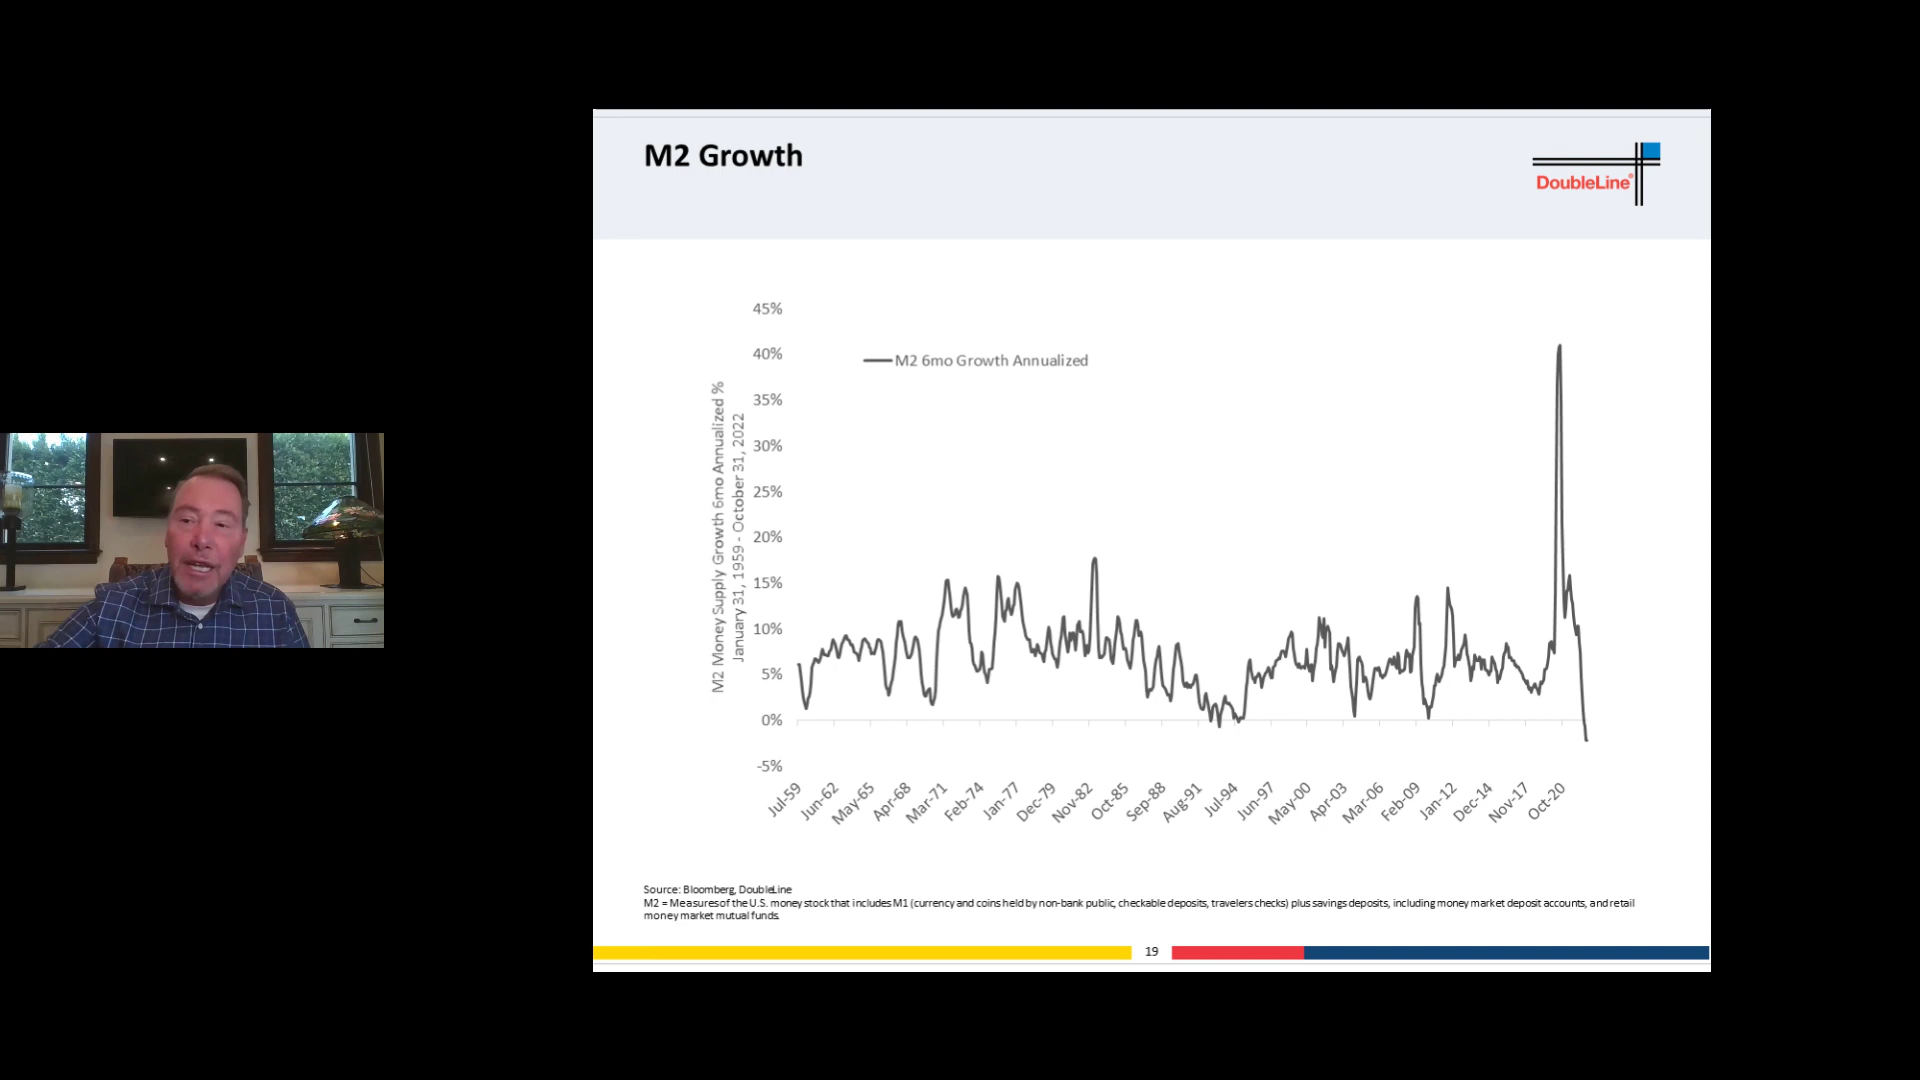 M2 Growth
DoubleLine®
45%
40%
35%
30%
25%
20%
15%
10%
5%
0%
-5%
M2 Money Supply Growth 6mo Annualized %
January 31, 1959 - October 31, 2022
M2 6mo Growth Annualized
Jul-59
Jun-62
May-65
Apr-68
Mar-71
Feb-74
Jan-77
Dec-79
Nov-82
Oct-85
Sep-88
Aug-91
Jul-94
Jun-97
May-00
Apr-03
Mar-06
Feb-09
Jan-12
Dec-14
Nov-17
Oct-20
Source: Bloomberg, DoubleLine
M2 = Measures of the U.S. money stock that includes M1 (currency and coins held by non-bank public, checkable deposits, travelers checks) plus savings deposits, including money market deposit accounts, and retail
money market mutual funds.
19